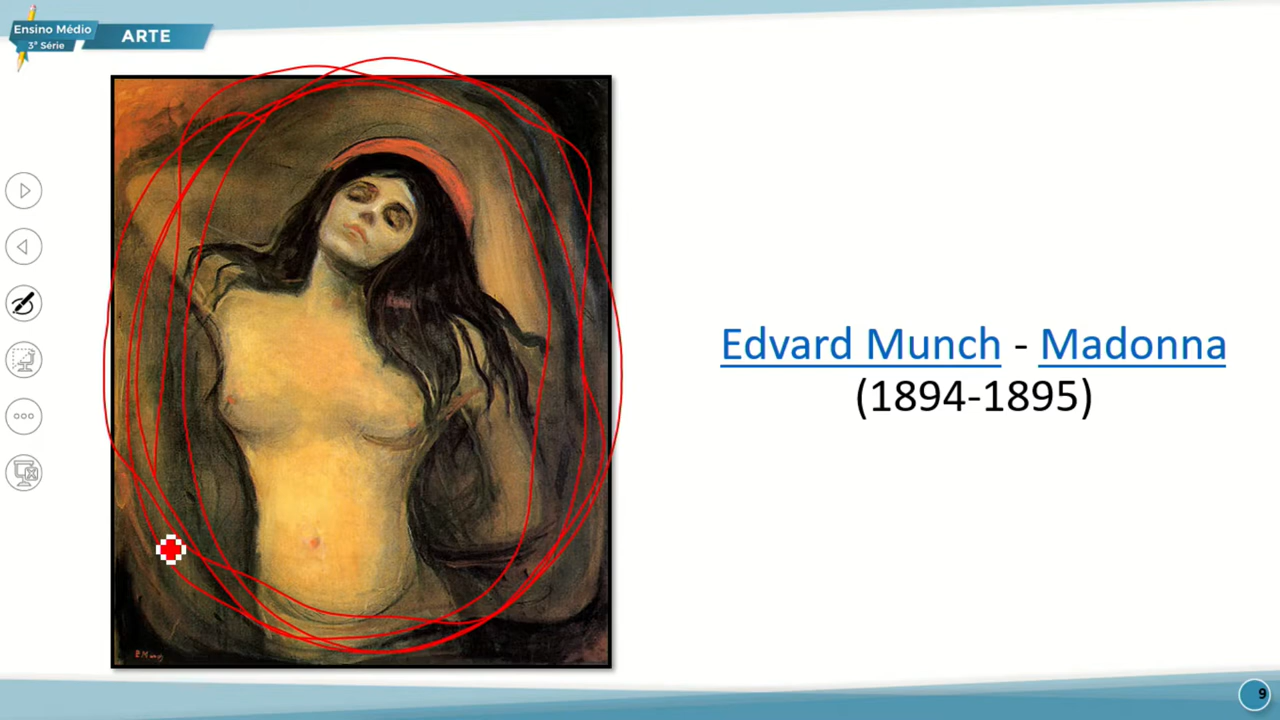 Ensino Médio
3ª Série
ARTE
Edvard Munch - Madonna
(1894-1895)
9